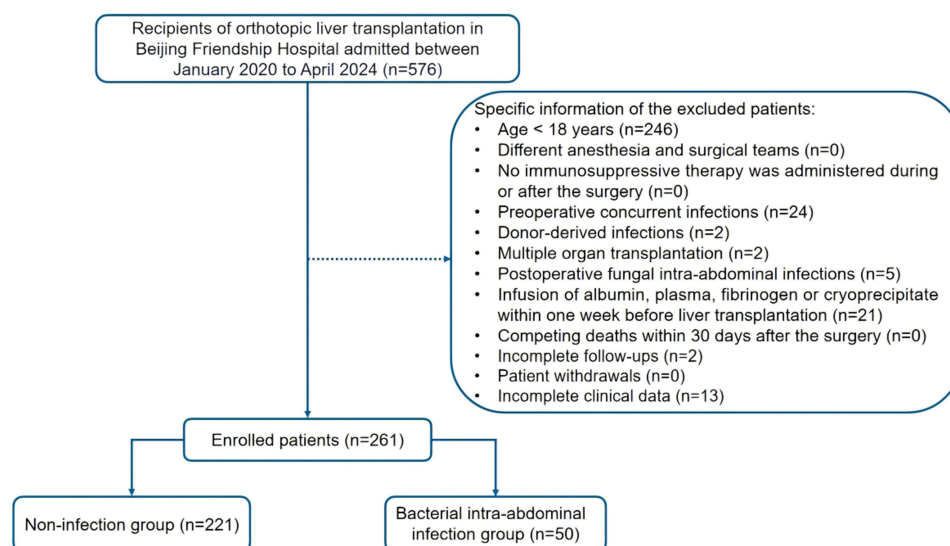 Recipients of orthotopic liver transplantation in
Beijing Friendship Hospital admitted between
January 2020 to April 2024 (n=576)
Specific information of the excluded patients:
• Age < 18 years (n=246)
• Different anesthesia and surgical teams (n=0)
• No immunosuppressive therapy was administered during
or after the surgery (n=0)
• Preoperative concurrent infections (n=24)
• Donor-derived infections (n=2)
• Multiple organ transplantation (n=2)
• Postoperative fungal intra-abdominal infections (n=5)
• Infusion of albumin, plasma, fibrinogen or cryoprecipitate
within one week before liver transplantation (n=21)
• Competing deaths within 30 days after the surgery (n=0)
• Incomplete follow-ups (n=2)
• Patient withdrawals (n=0)
• Incomplete clinical data (n=13)
Enrolled patients (n=261)
Non-infection group (n=221)
Bacterial intra-abdominal
infection group (n=50)